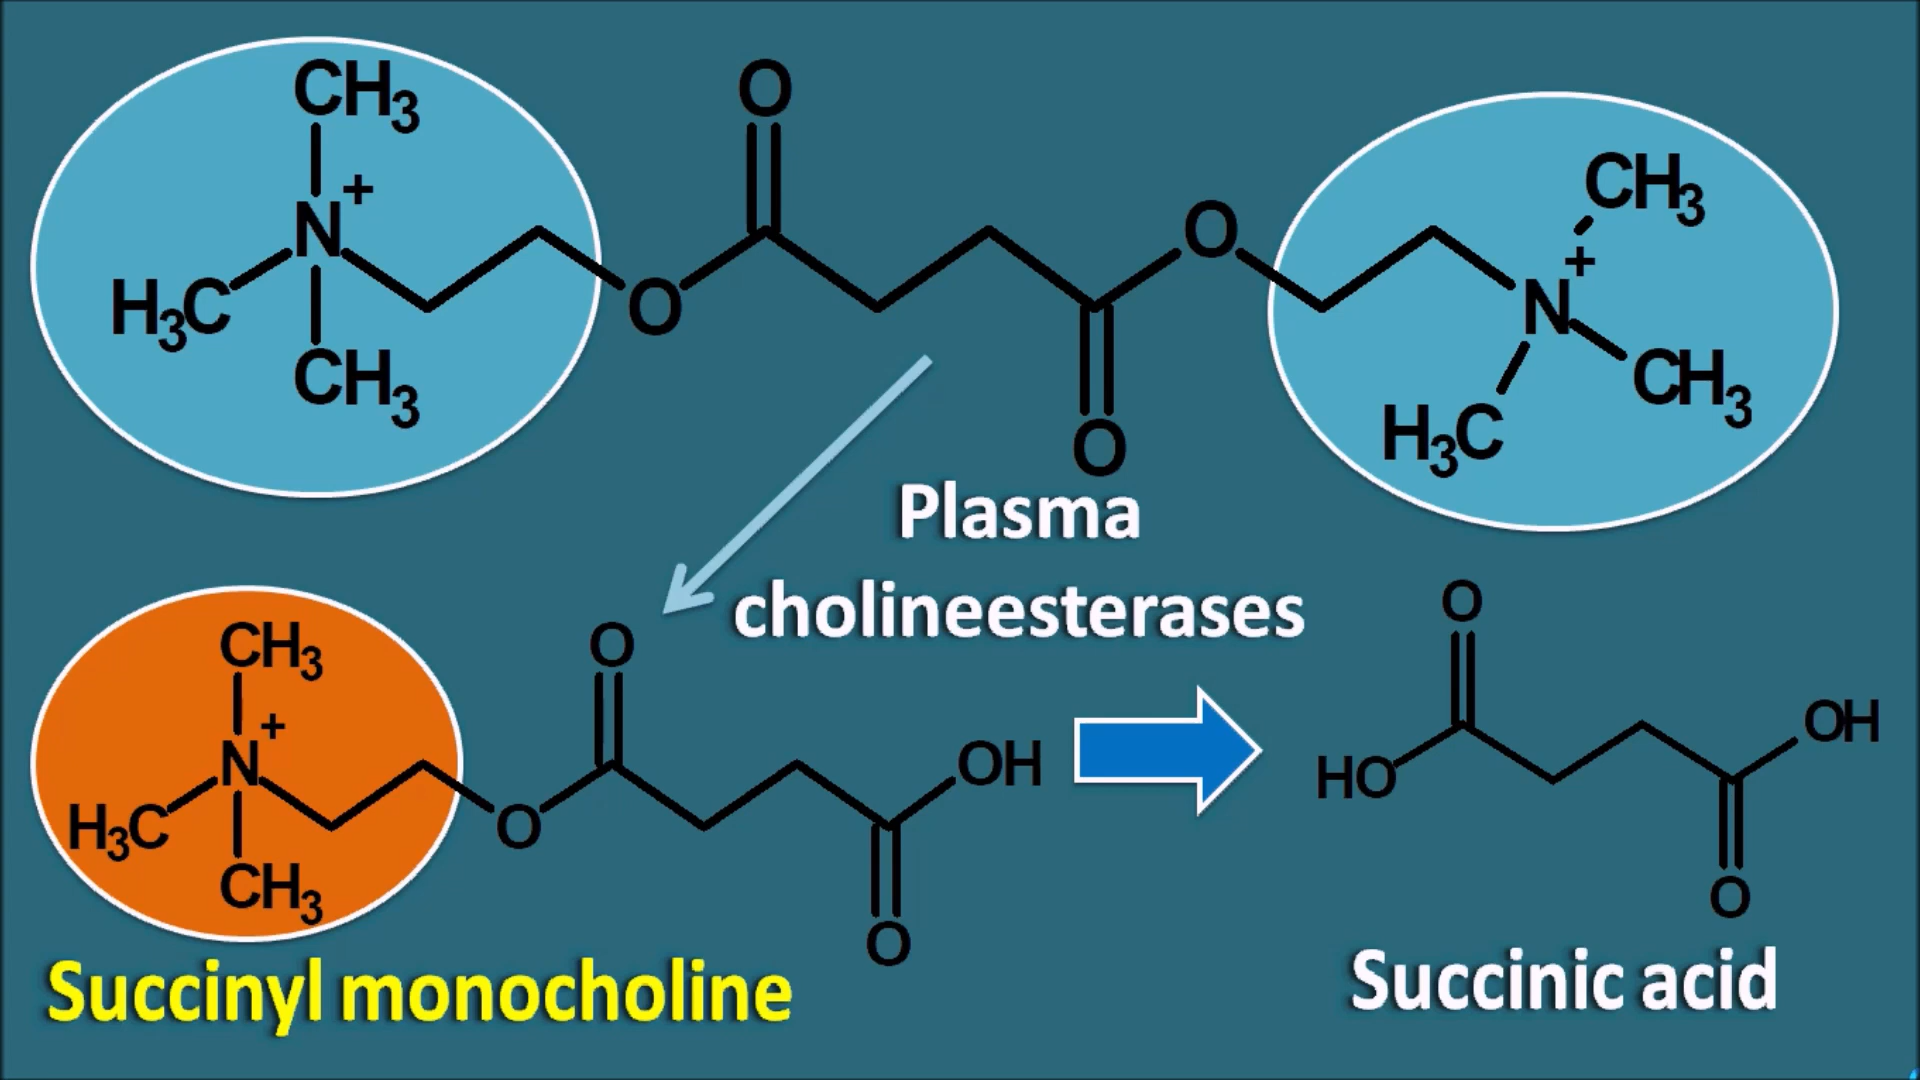 CH3
O
N+
CH3
O
H3C
O
N+
CH3
CH3
H3C
O
Plasma
cholineesterases
CH3
O
O
N+
OH
OH
H3C
O
HO
CH3
O
O
Succinyl monocholine
Succinic acid